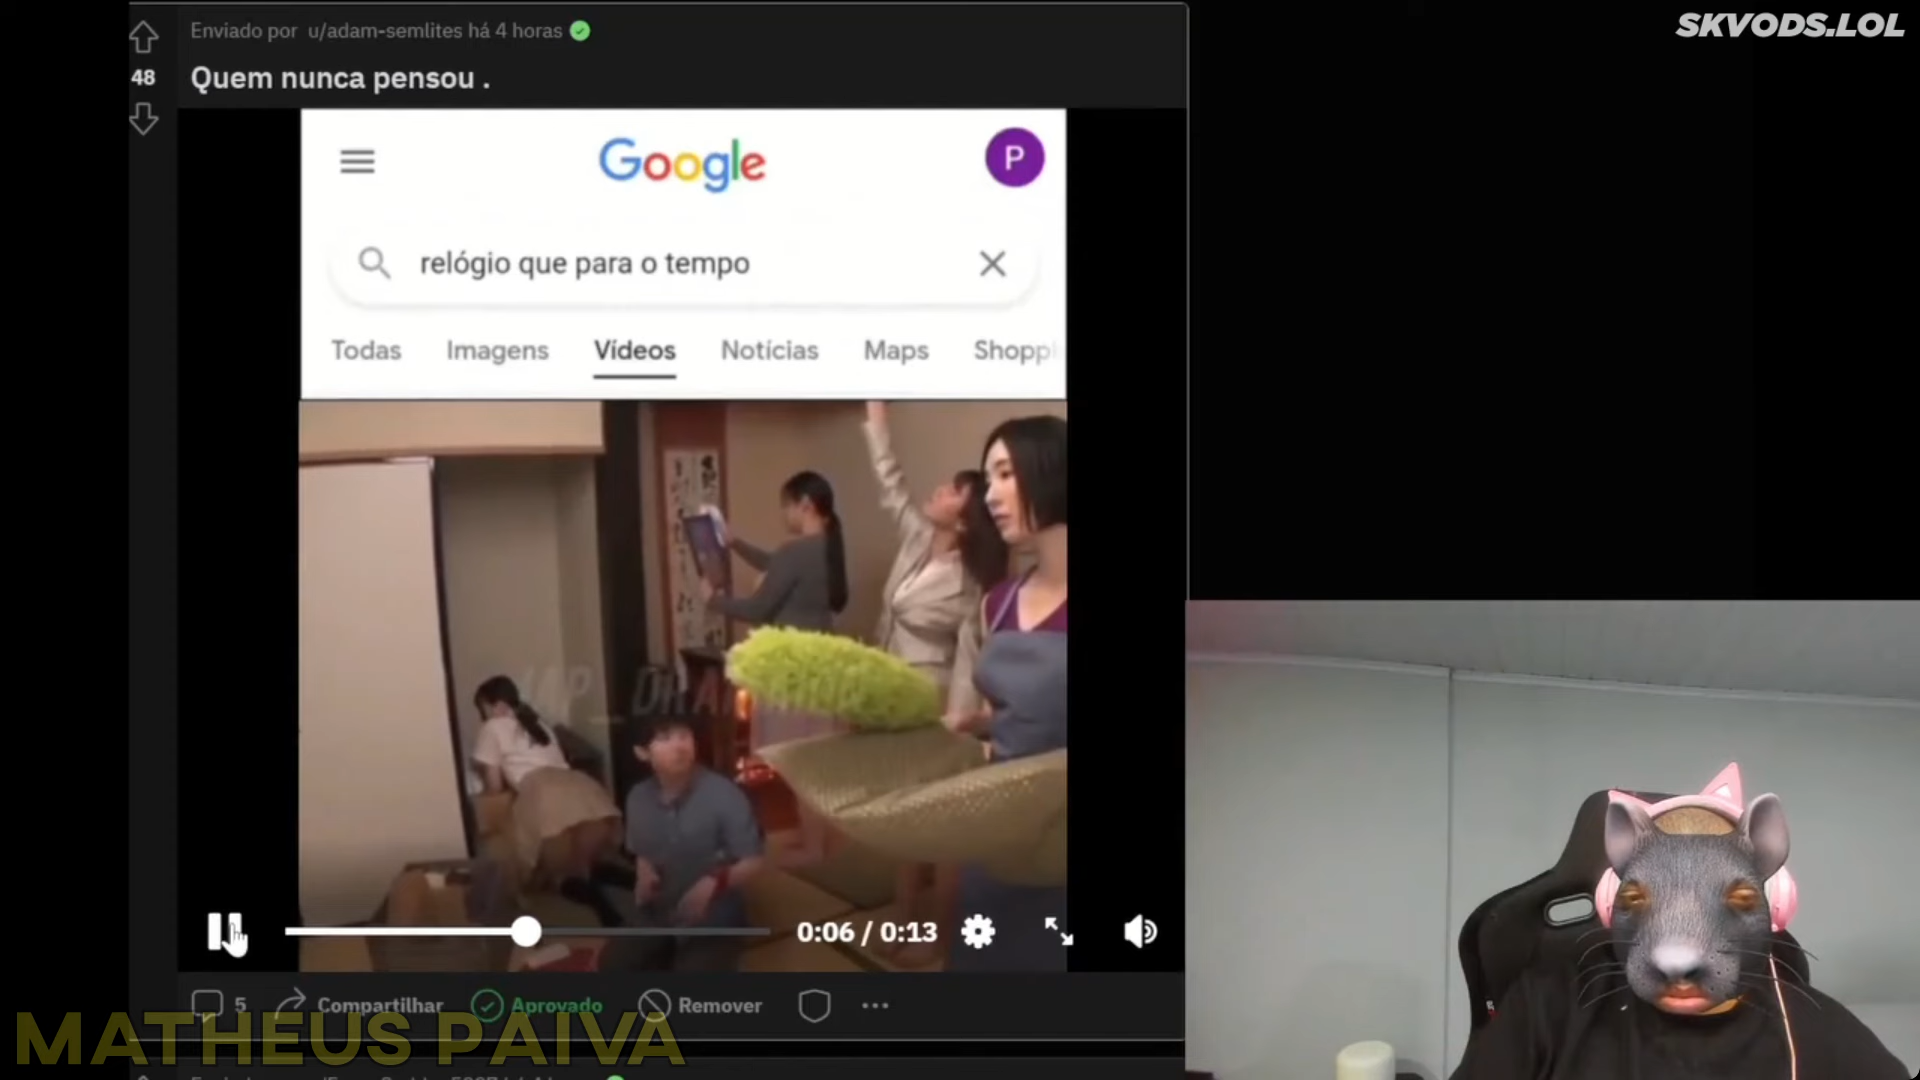 SKVODS.LOL
Enviado por u/adam-semlites há 4 horas
48
Quem nunca pensou .
Google
P
relógio que para o tempo
Todas Imagens Vídeos Notícias Maps Shopp
0:06 / 0:13
5 Compartilhar Aprovado Remover
MATHEUS PAIVA